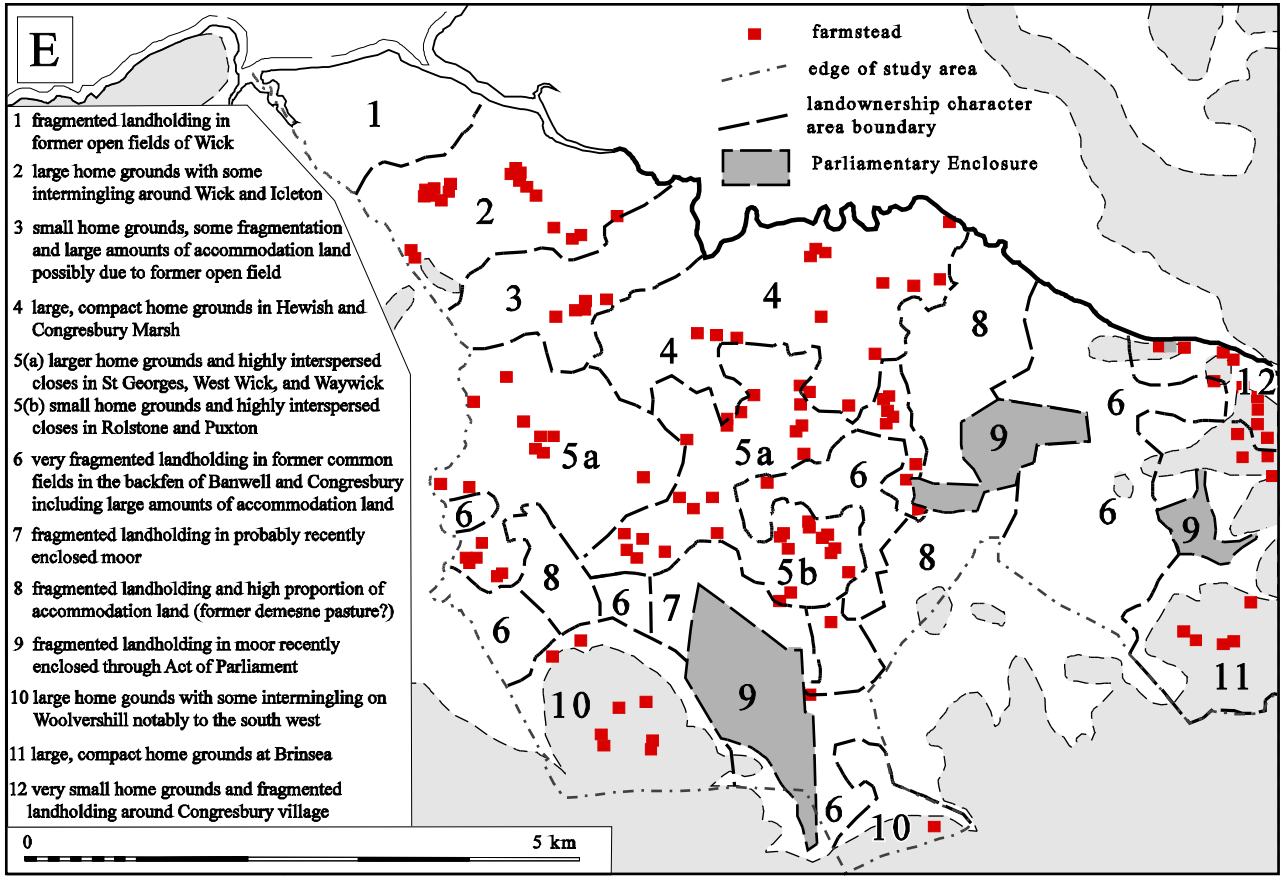 E
farmstead
edge of study area
landownership character
area boundary
Parliamentary Enclosure
1 fragmented landholding in
former open fields of Wick
2 large home grounds with some
intermingling around Wick and Icleton
3 small home grounds, some fragmentation
and large amounts of accommodation land
possibly due to former open field
4 large, compact home grounds in Hewish and
Congresbury Marsh
5(a) larger home grounds and highly interspersed
closes in St Georges, West Wick, and Waywick
5(b) small home grounds and highly interspersed
closes in Rolstone and Puxton
6 very fragmented landholding in former common
fields in the backfen of Banwell and Congresbury
including large amounts of accommodation land
7 fragmented landholding in probably recently
enclosed moor
8 fragmented landholding and high proportion of
accommodation land (former demesne pasture?)
9 fragmented landholding in moor recently
enclosed through Act of Parliament
10 large home gounds with some intermingling on
Woolvershill notably to the south west
11 large, compact home grounds at Brinsea
12 very small home grounds and fragmented
landholding around Congresbury village
0 5 km
1
2
3
4
8
4
12
6
9
5a
5a
6
6
6
9
8
8
5b
6
7
6
11
9
10
6
10